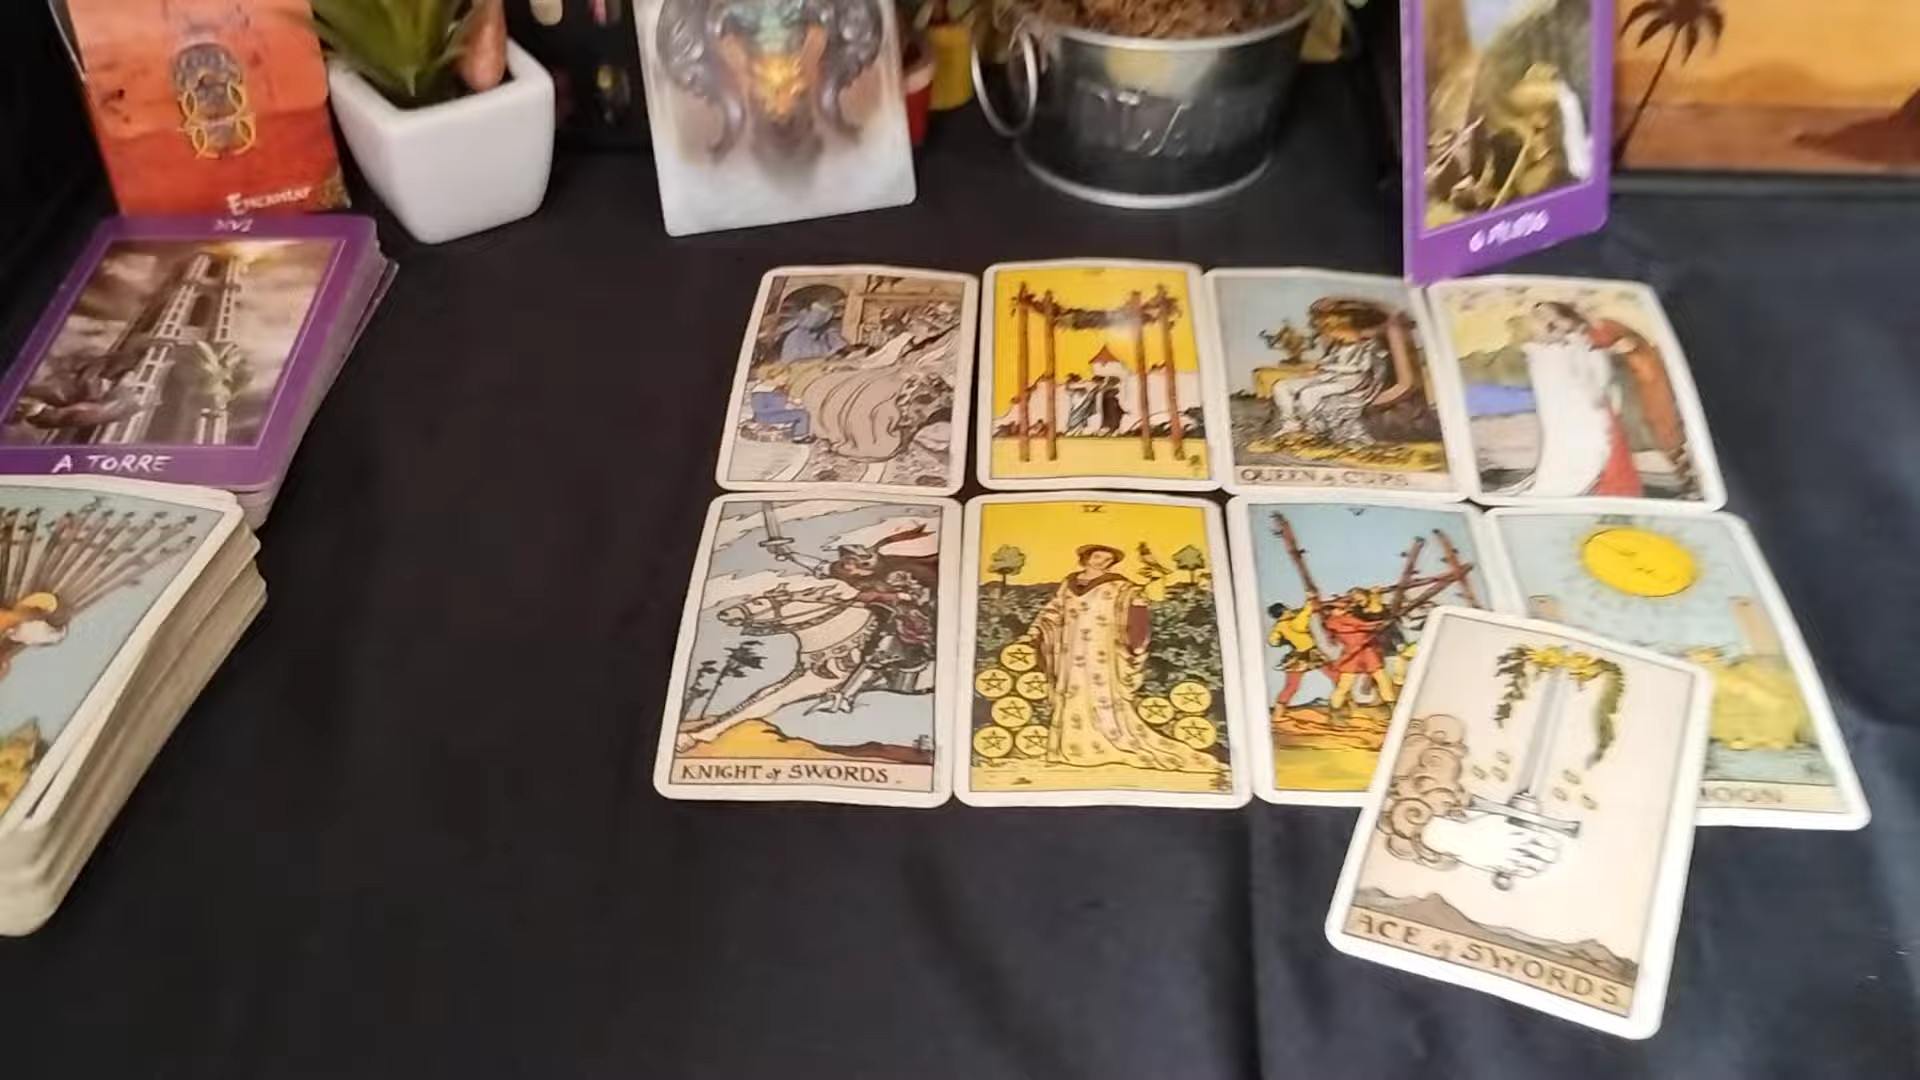 Encantar
XVI
A TORRE
QUEEN of CUPS.
KNIGHT of SWORDS.
IX
V
MOON
ACE of SWORDS.